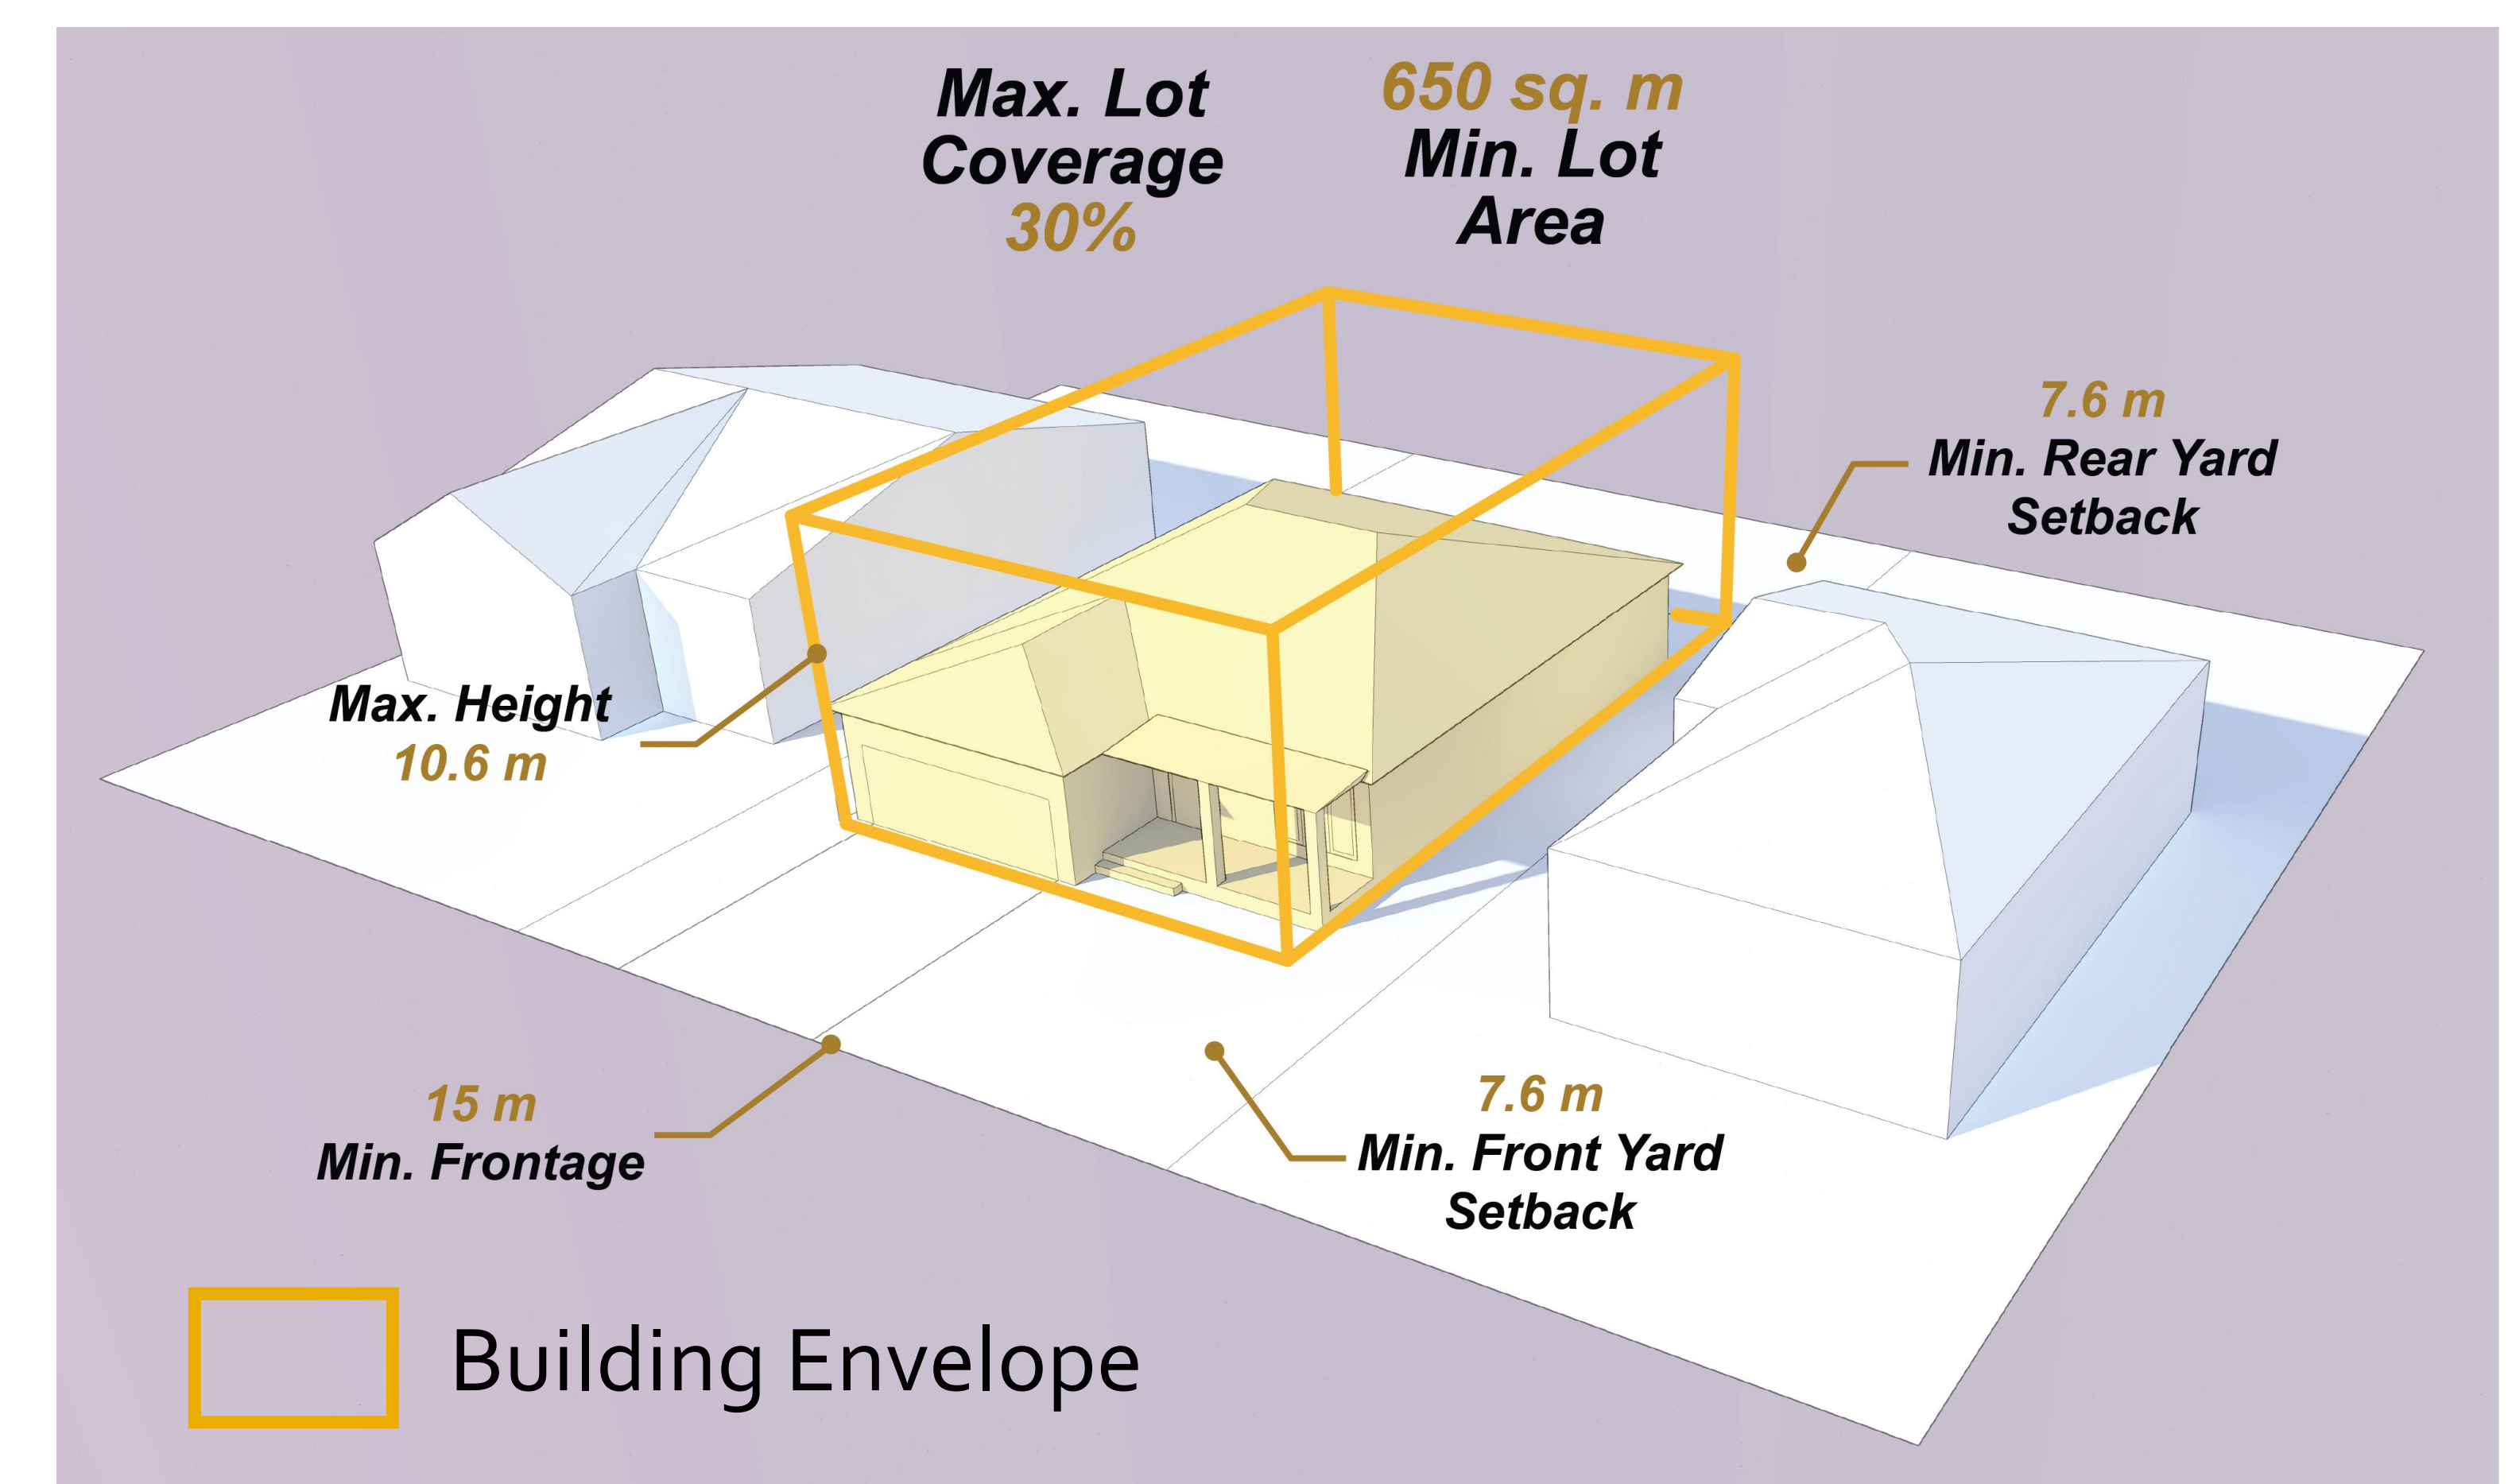 Max. Lot
Coverage
30%
650 sq. m
Min. Lot
Area
7.6 m
Min. Rear Yard
Setback
Max. Height
10.6 m
15 m
Min. Frontage
7.6 m
Min. Front Yard
Setback
Building Envelope